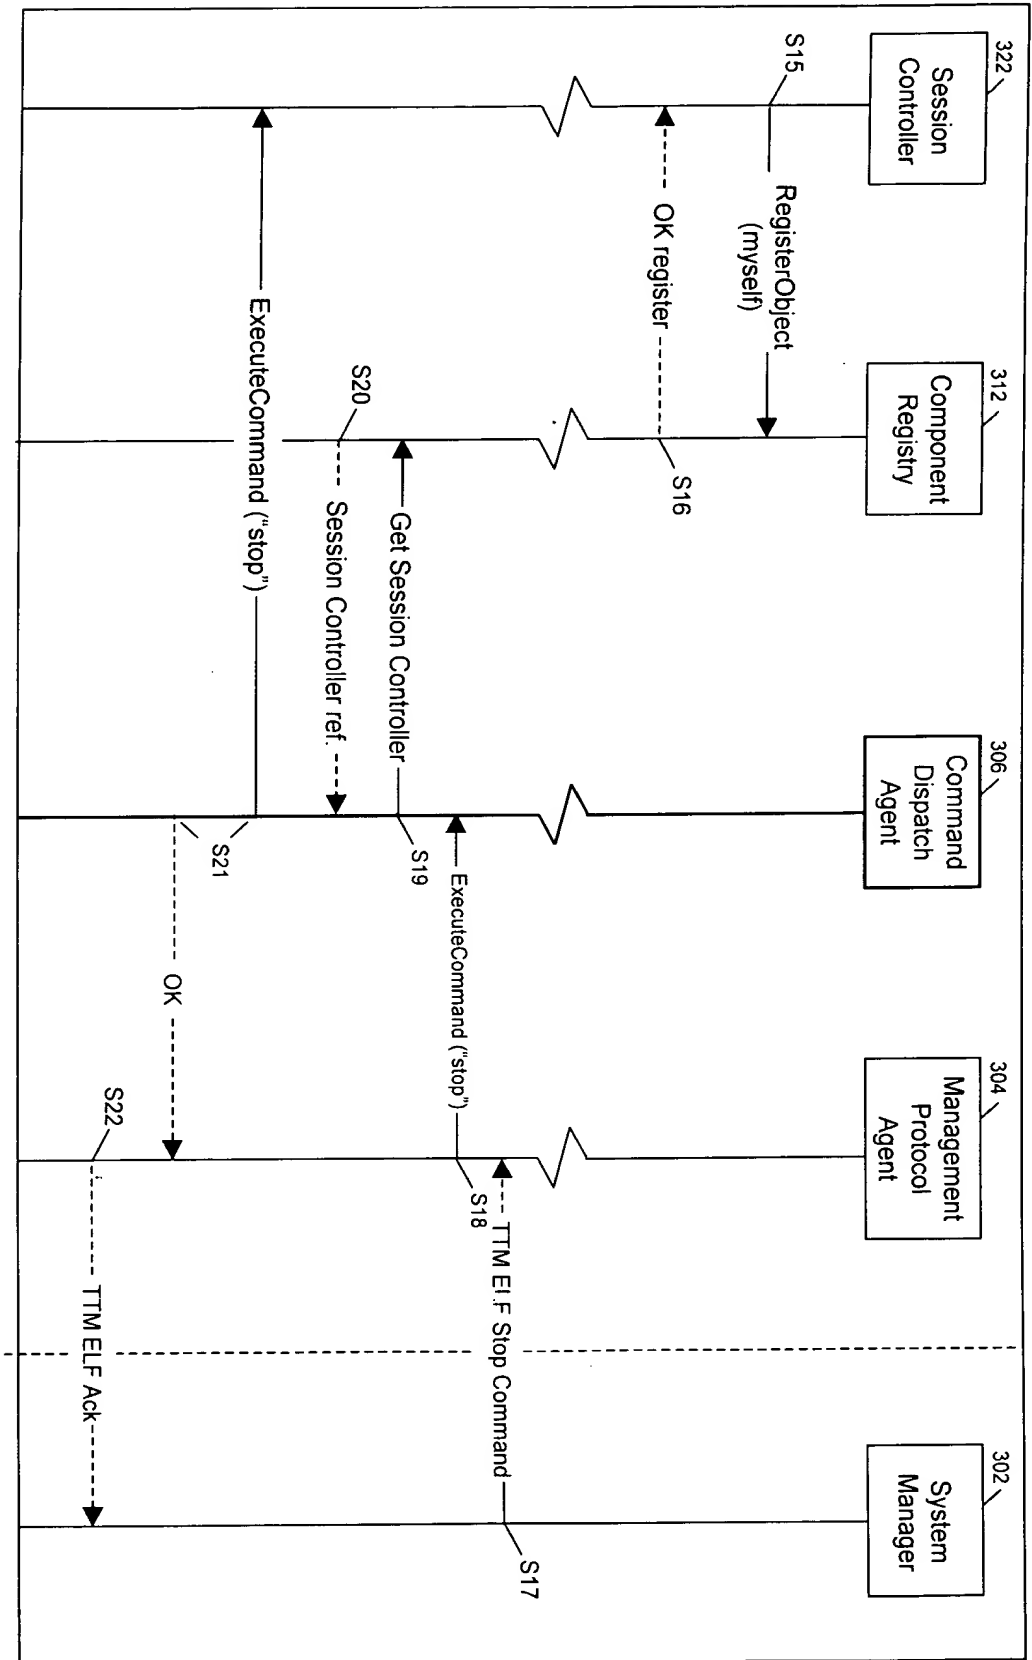 322
Session
Controller
312
Component
Registry
306
Command
Dispatch
Agent
304
Management
Protocol
Agent
302
System
Manager
S15
RegisterObject
(myself)
OK register
S16
TTM ELF Stop Command
S17
ExecuteCommand ("stop")
S18
Get Session Controller
S19
S20
Session Controller ref.
ExecuteCommand ("stop")
S21
OK
S22
TTM ELF Ack